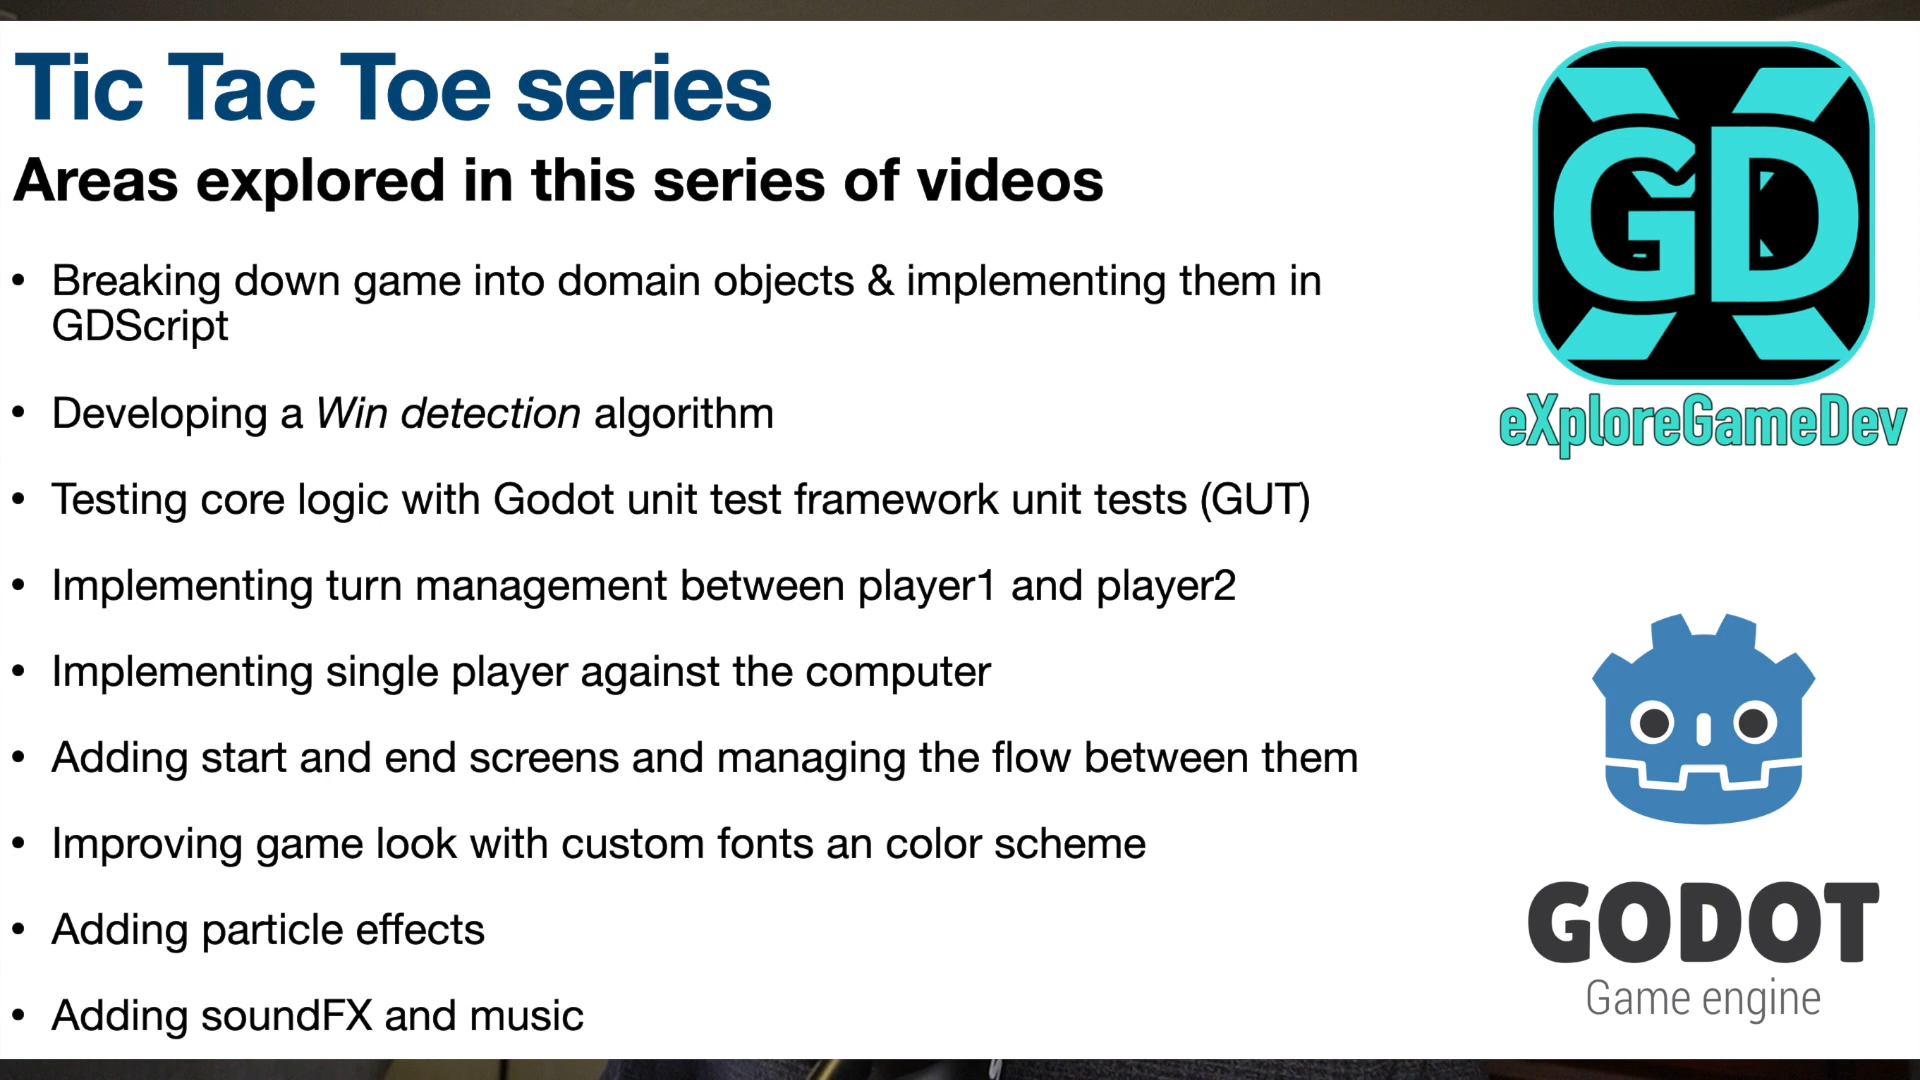 Tic Tac Toe series
Areas explored in this series of videos
• Breaking down game into domain objects & implementing them in
GDScript
• Developing a Win detection algorithm
• Testing core logic with Godot unit test framework unit tests (GUT)
• Implementing turn management between player1 and player2
• Implementing single player against the computer
• Adding start and end screens and managing the flow between them
• Improving game look with custom fonts an color scheme
• Adding particle effects
• Adding soundFX and music
X
GD
eXploreGameDev
GODOT
Game engine